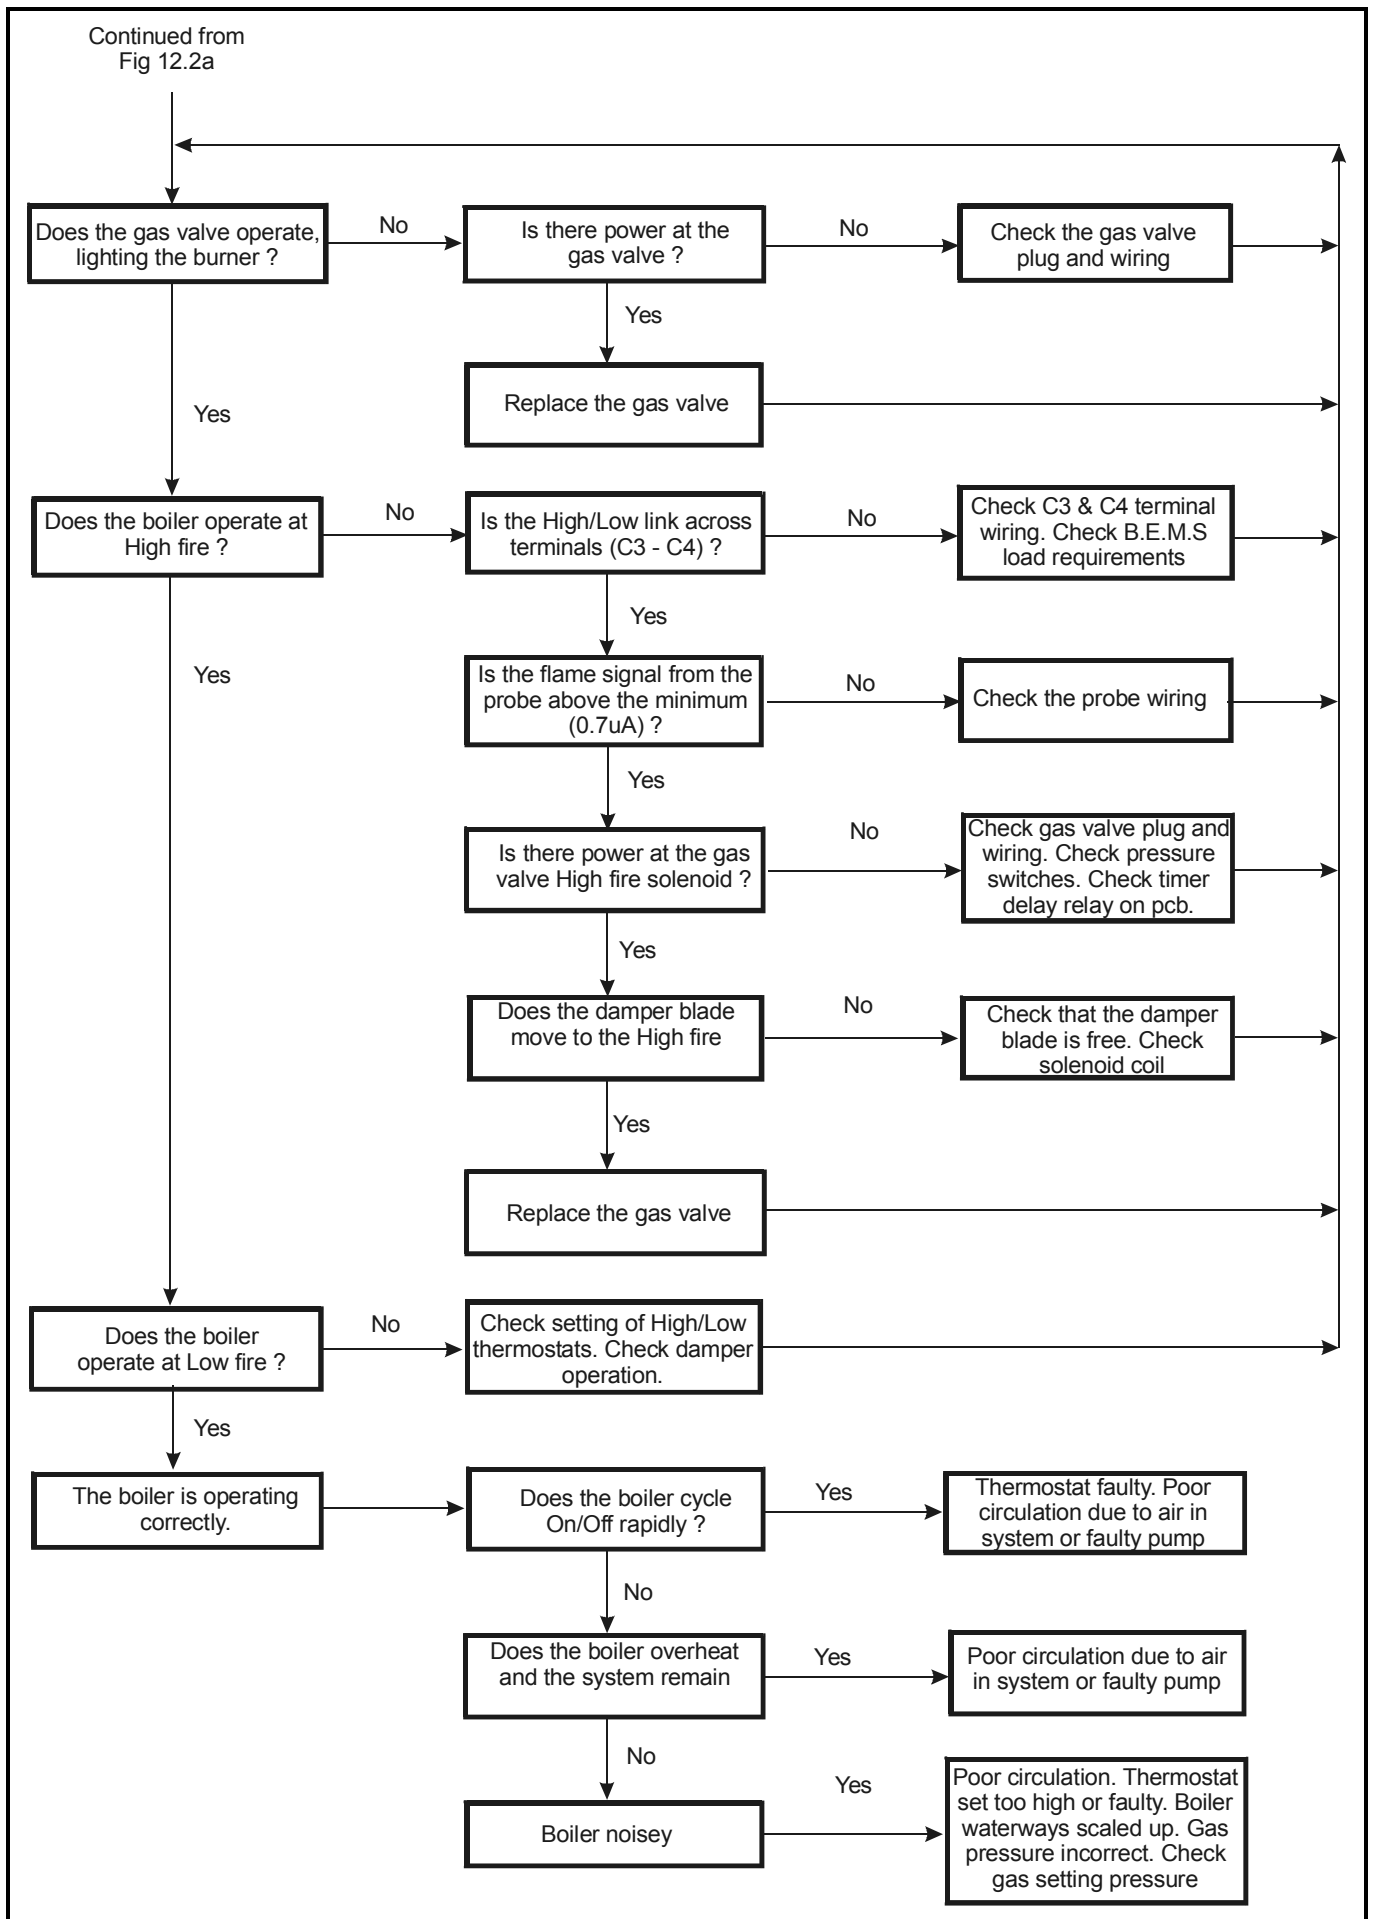 Continued from
Fig 12.2a
Does the gas valve operate,
lighting the burner ?
No
Is there power at the
gas valve ?
No
Check the gas valve
plug and wiring
Yes
Replace the gas valve
Yes
Does the boiler operate at
High fire ?
No
Is the High/Low link across
terminals (C3 - C4) ?
No
Check C3 & C4 terminal
wiring. Check B.E.M.S
load requirements
Yes
Yes
Is the flame signal from the
probe above the minimum
(0.7uA) ?
No
Check the probe wiring
Yes
Is there power at the gas
valve High fire solenoid ?
No
Check gas valve plug and
wiring. Check pressure
switches. Check timer
delay relay on pcb.
Yes
Does the damper blade
move to the High fire
No
Check that the damper
blade is free. Check
solenoid coil
Yes
Replace the gas valve
Does the boiler
operate at Low fire ?
No
Check setting of High/Low
thermostats. Check damper
operation.
Yes
The boiler is operating
correctly.
Does the boiler cycle
On/Off rapidly ?
Yes
Thermostat faulty. Poor
circulation due to air in
system or faulty pump
No
Does the boiler overheat
and the system remain
Yes
Poor circulation due to air
in system or faulty pump
No
Boiler noisey
Yes
Poor circulation. Thermostat
set too high or faulty. Boiler
waterways scaled up. Gas
pressure incorrect. Check
gas setting pressure